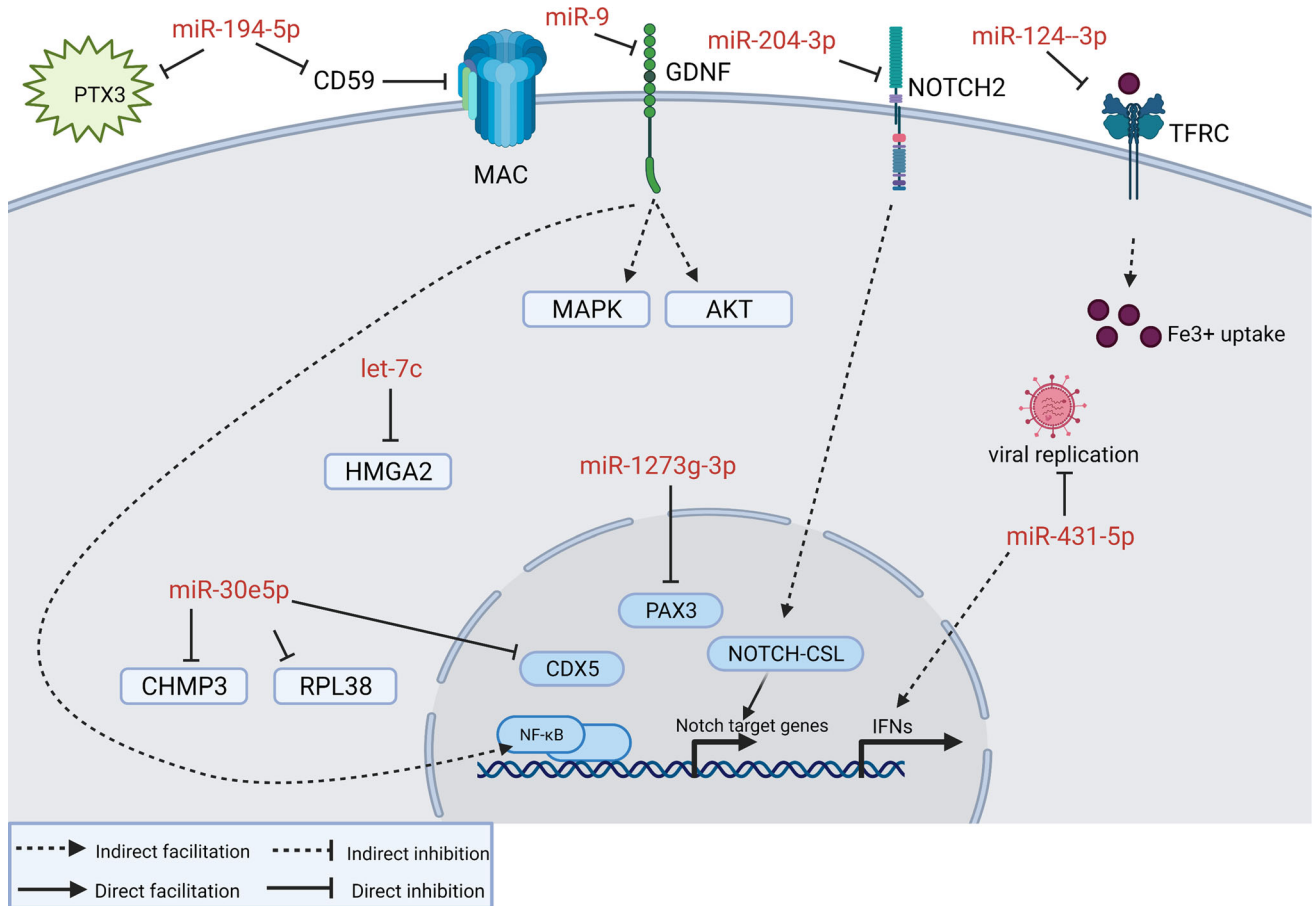 miR-194-5p
miR-9
miR-204-3p
miR-124--3p
PTX3
CD59
GDNF
NOTCH2
TFRC
MAC
MAPK
AKT
Fe3+ uptake
let-7c
HMGA2
miR-1273g-3p
viral replication
miR-431-5p
miR-30e5p
PAX3
NOTCH-CSL
CDX5
CHMP3
RPL38
NF-κB
Notch target genes
IFNs
Indirect facilitation
Indirect inhibition
Direct facilitation
Direct inhibition